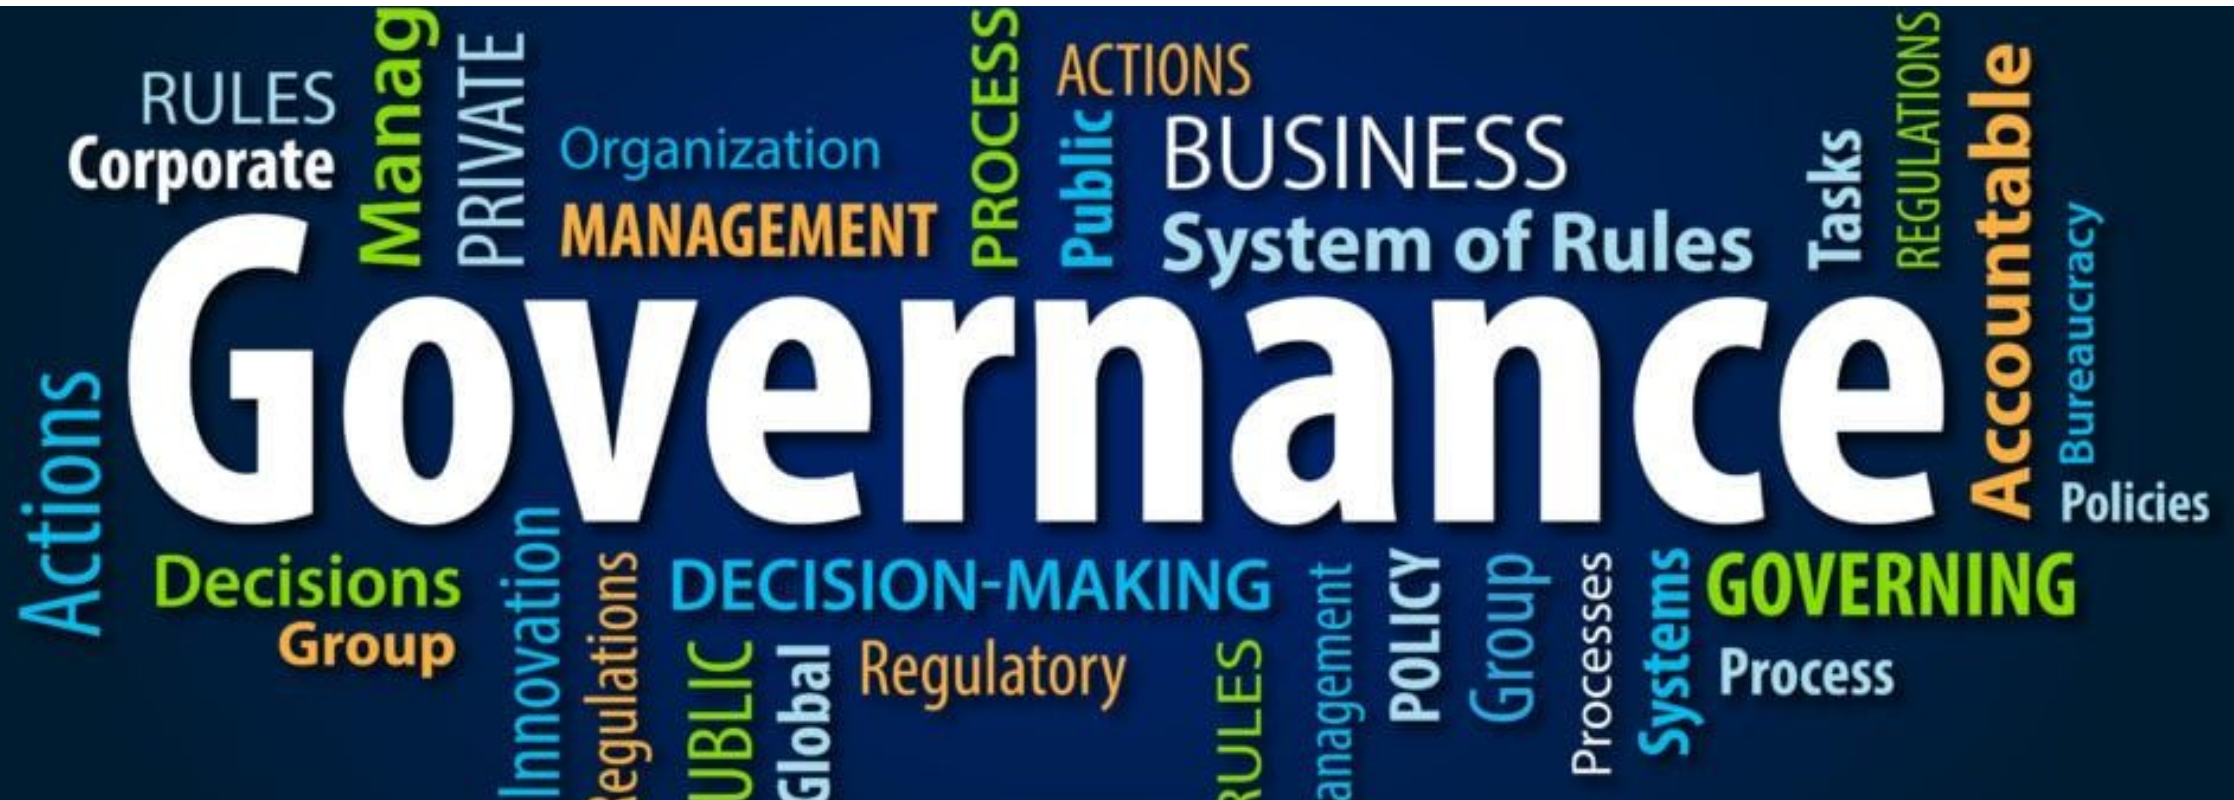 RULES
Corporate
Manag
PRIVATE
Organization
MANAGEMENT
PROCESS
ACTIONS
Public
BUSINESS
System of Rules
Tasks
REGULATIONS
Accountable
Bureaucracy
Policies
Governance
Actions
Decisions
Group
Innovation
egulations
DECISION-MAKING
UBLIC
Global
Regulatory
RULES
anagement
POLICY
Group
Processes
Systems
GOVERNING
Process